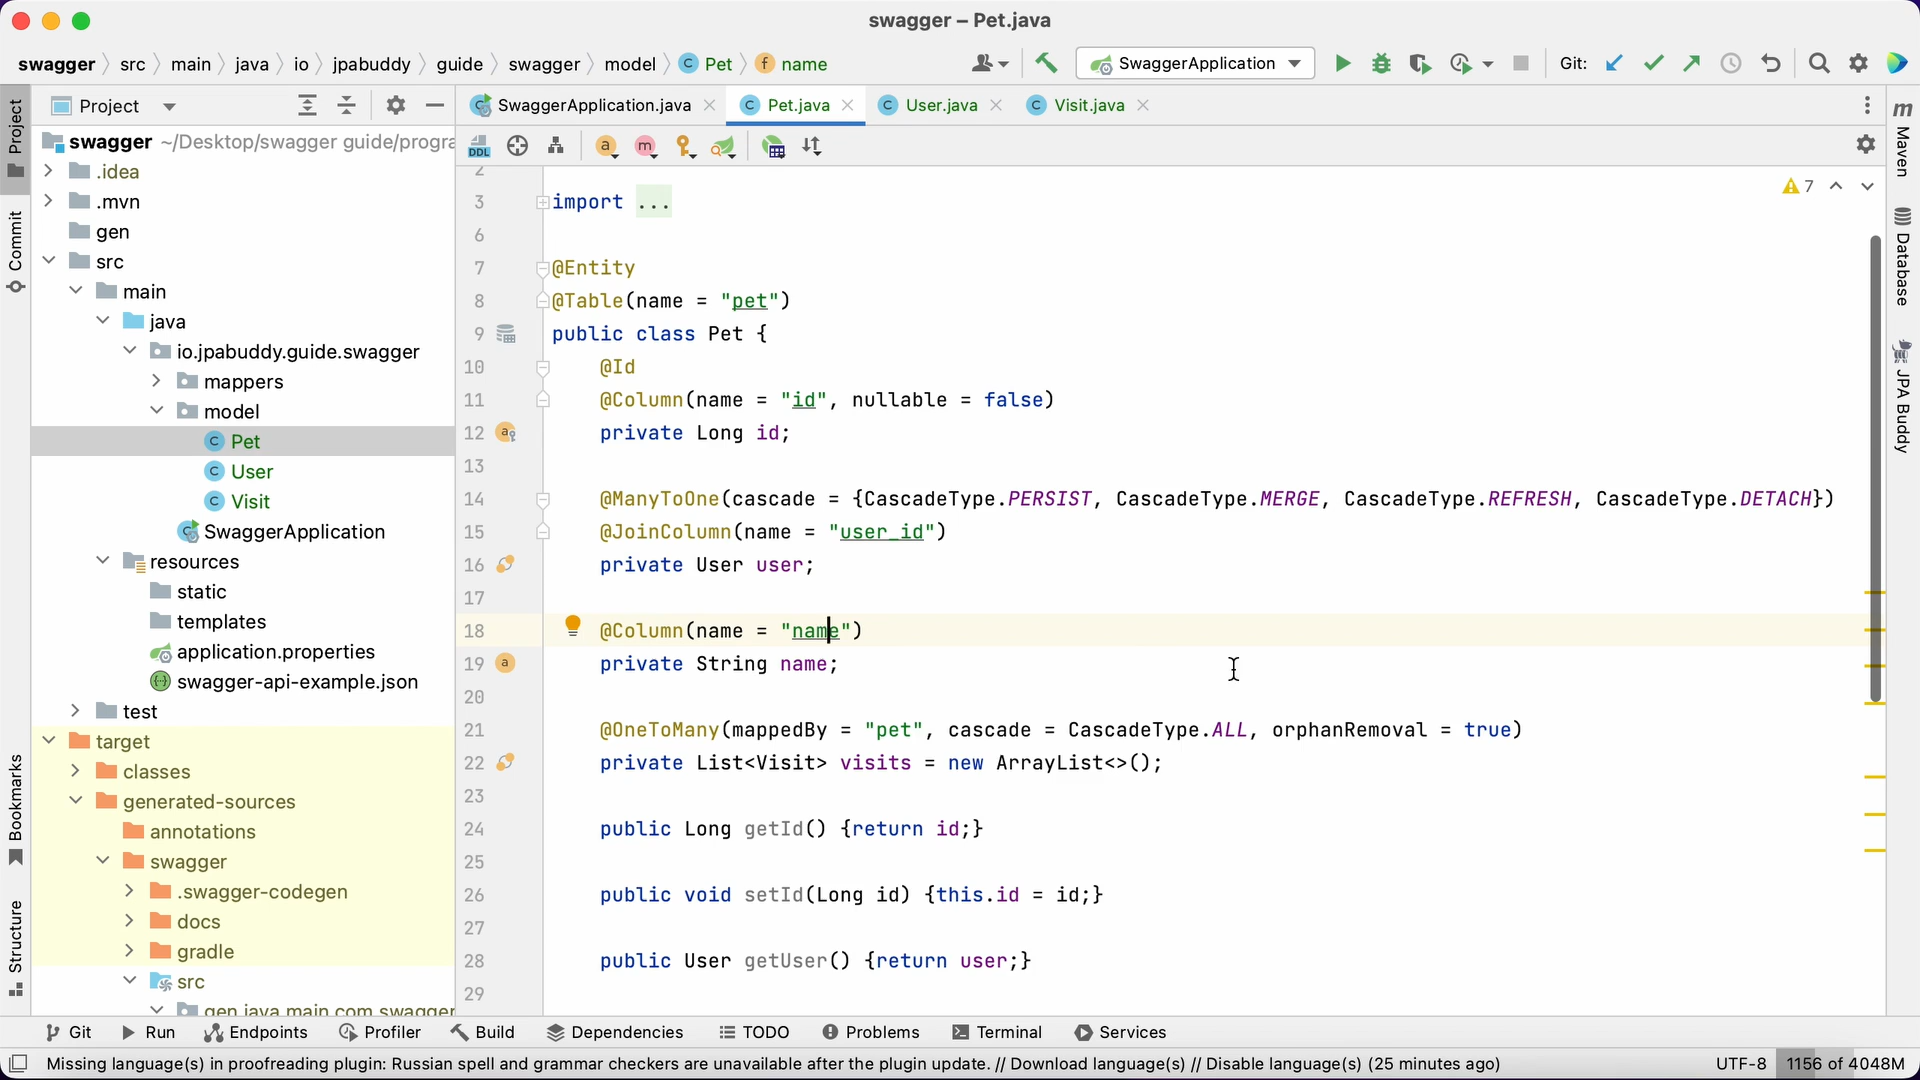 swagger – Pet.java
swagger src main java io jpabuddy guide swagger model Pet name
SwaggerApplication
Git:
Project
SwaggerApplication.java Pet.java User.java Visit.java
DDL a m
Project
Commit
Bookmarks
Structure
swagger ~/Desktop/swagger guide/progra
.idea
.mvn
gen
src
main
java
io.jpabuddy.guide.swagger
mappers
model
Pet
User
Visit
SwaggerApplication
resources
static
templates
application.properties
swagger-api-example.json
test
target
classes
generated-sources
annotations
swagger
.swagger-codegen
docs
gradle
src
gen.java.main.com.swagger
7
2
3 import ...
6
7 @Entity
8 @Table(name = "pet")
9 public class Pet {
10 @Id
11 @Column(name = "id", nullable = false)
12 private Long id;
13
14 @ManyToOne(cascade = {CascadeType.PERSIST, CascadeType.MERGE, CascadeType.REFRESH, CascadeType.DETACH})
15 @JoinColumn(name = "user_id")
16 private User user;
17
18 @Column(name = "name")
19 private String name;
20
21 @OneToMany(mappedBy = "pet", cascade = CascadeType.ALL, orphanRemoval = true)
22 private List<Visit> visits = new ArrayList<>();
23
24 public Long getId() {return id;}
25
26 public void setId(Long id) {this.id = id;}
27
28 public User getUser() {return user;}
29
m Maven
Database
JPA Buddy
Git Run Endpoints Profiler Build Dependencies TODO Problems Terminal Services
Missing language(s) in proofreading plugin: Russian spell and grammar checkers are unavailable after the plugin update. // Download language(s) // Disable language(s) (25 minutes ago)
UTF-8 1156 of 4048M